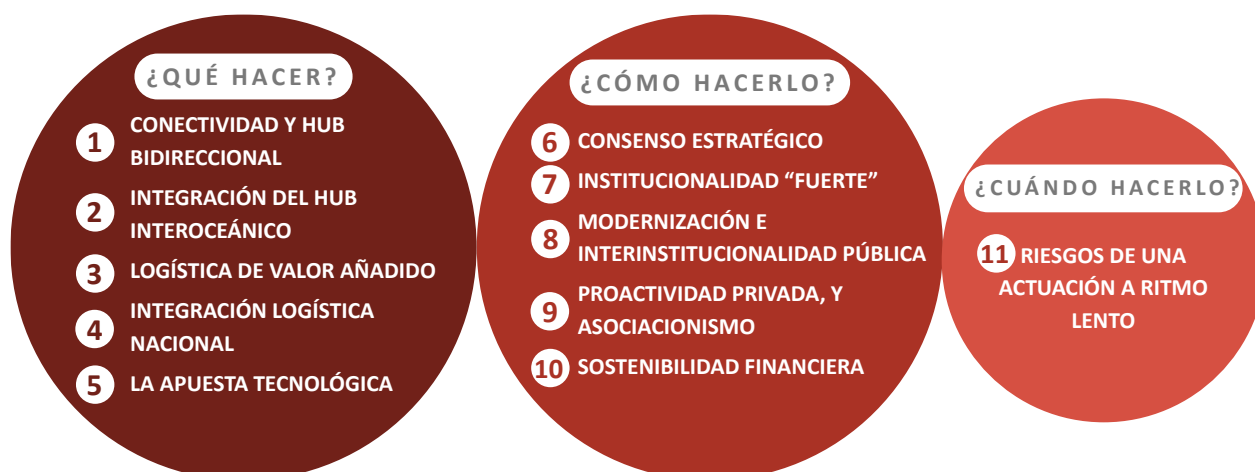 ¿QUÉ HACER?
1 CONECTIVIDAD Y HUB
BIDIRECCIONAL
2 INTEGRACIÓN DEL HUB
INTEROCEÁNICO
3 LOGÍSTICA DE VALOR AÑADIDO
4 INTEGRACIÓN LOGÍSTICA
NACIONAL
5 LA APUESTA TECNOLÓGICA
¿CÓMO HACERLO?
6 CONSENSO ESTRATÉGICO
7 INSTITUCIONALIDAD “FUERTE”
8 MODERNIZACIÓN E
INTERINSTITUCIONALIDAD PÚBLICA
9 PROACTIVIDAD PRIVADA, Y
ASOCIACIONISMO
10 SOSTENIBILIDAD FINANCIERA
¿CUÁNDO HACERLO?
11 RIESGOS DE UNA
ACTUACIÓN A RITMO
LENTO